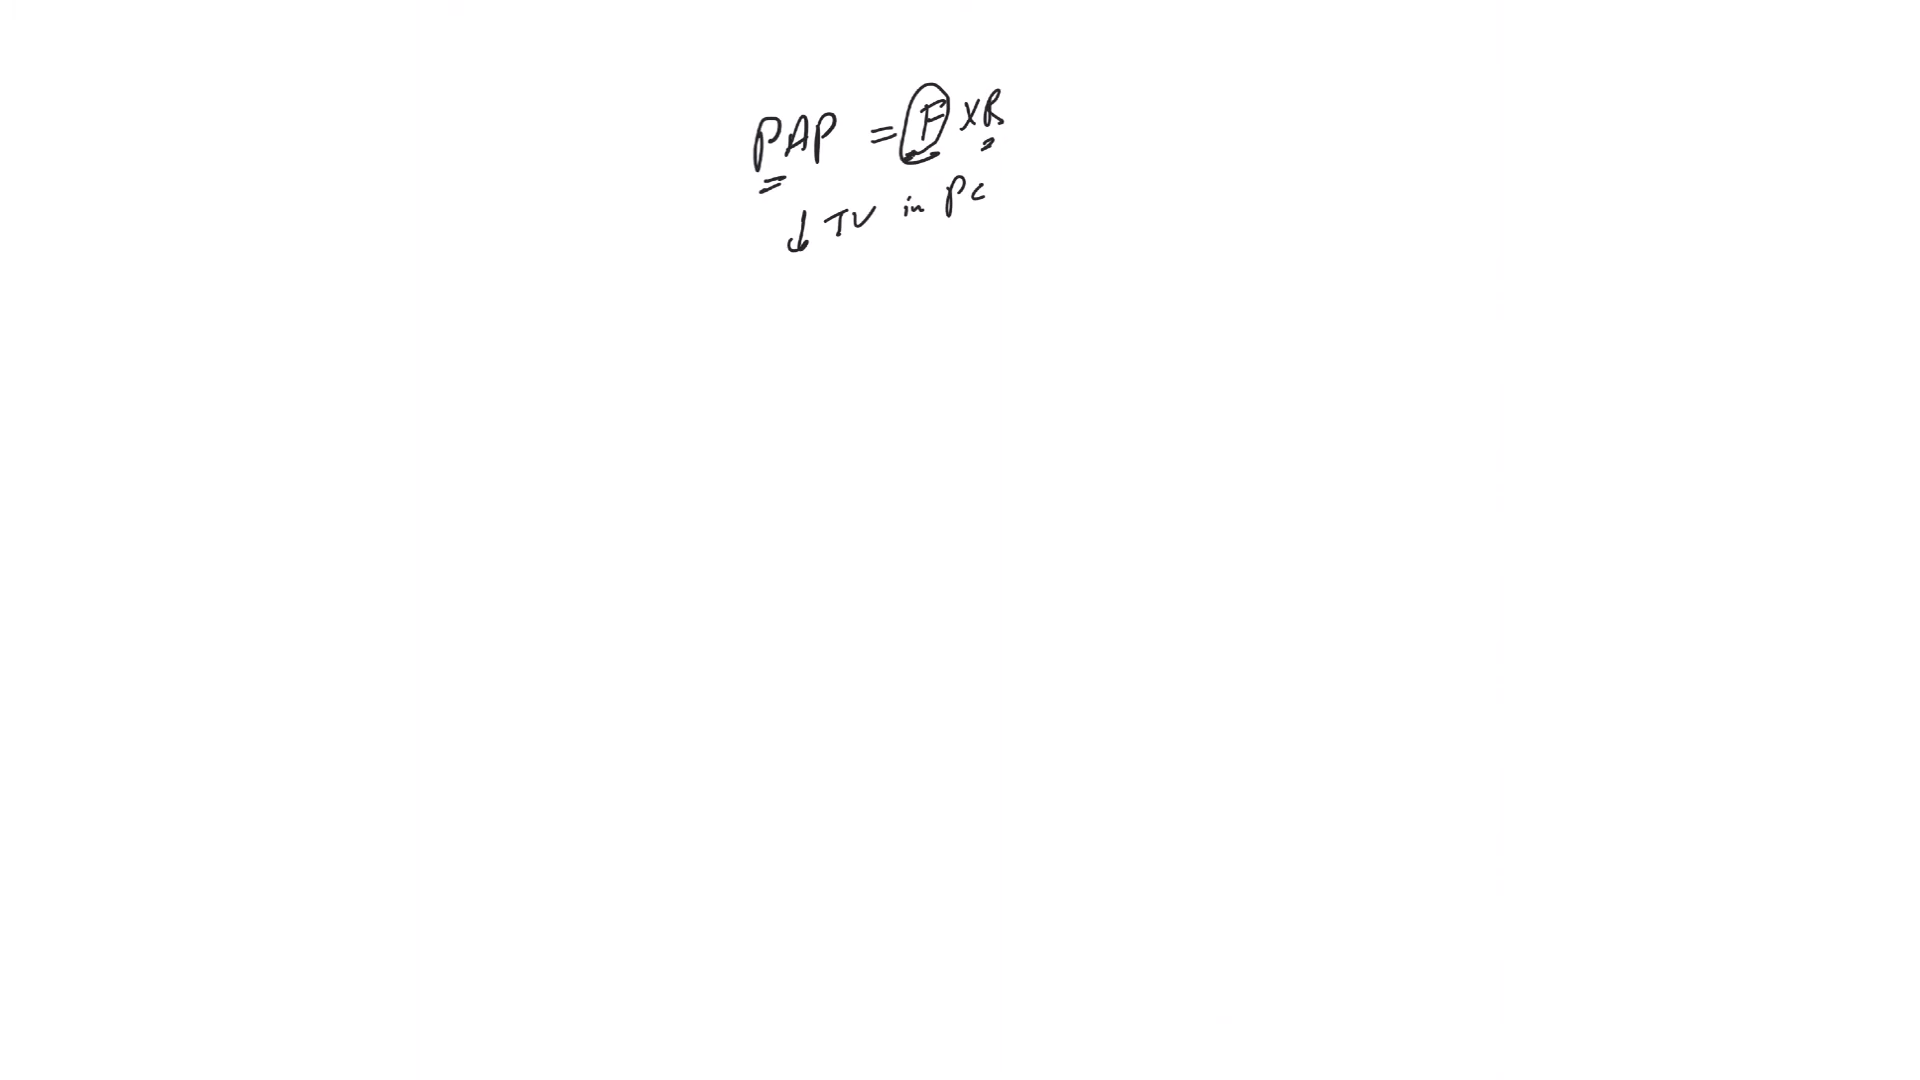 PAP = F x R
↓ TV in PC